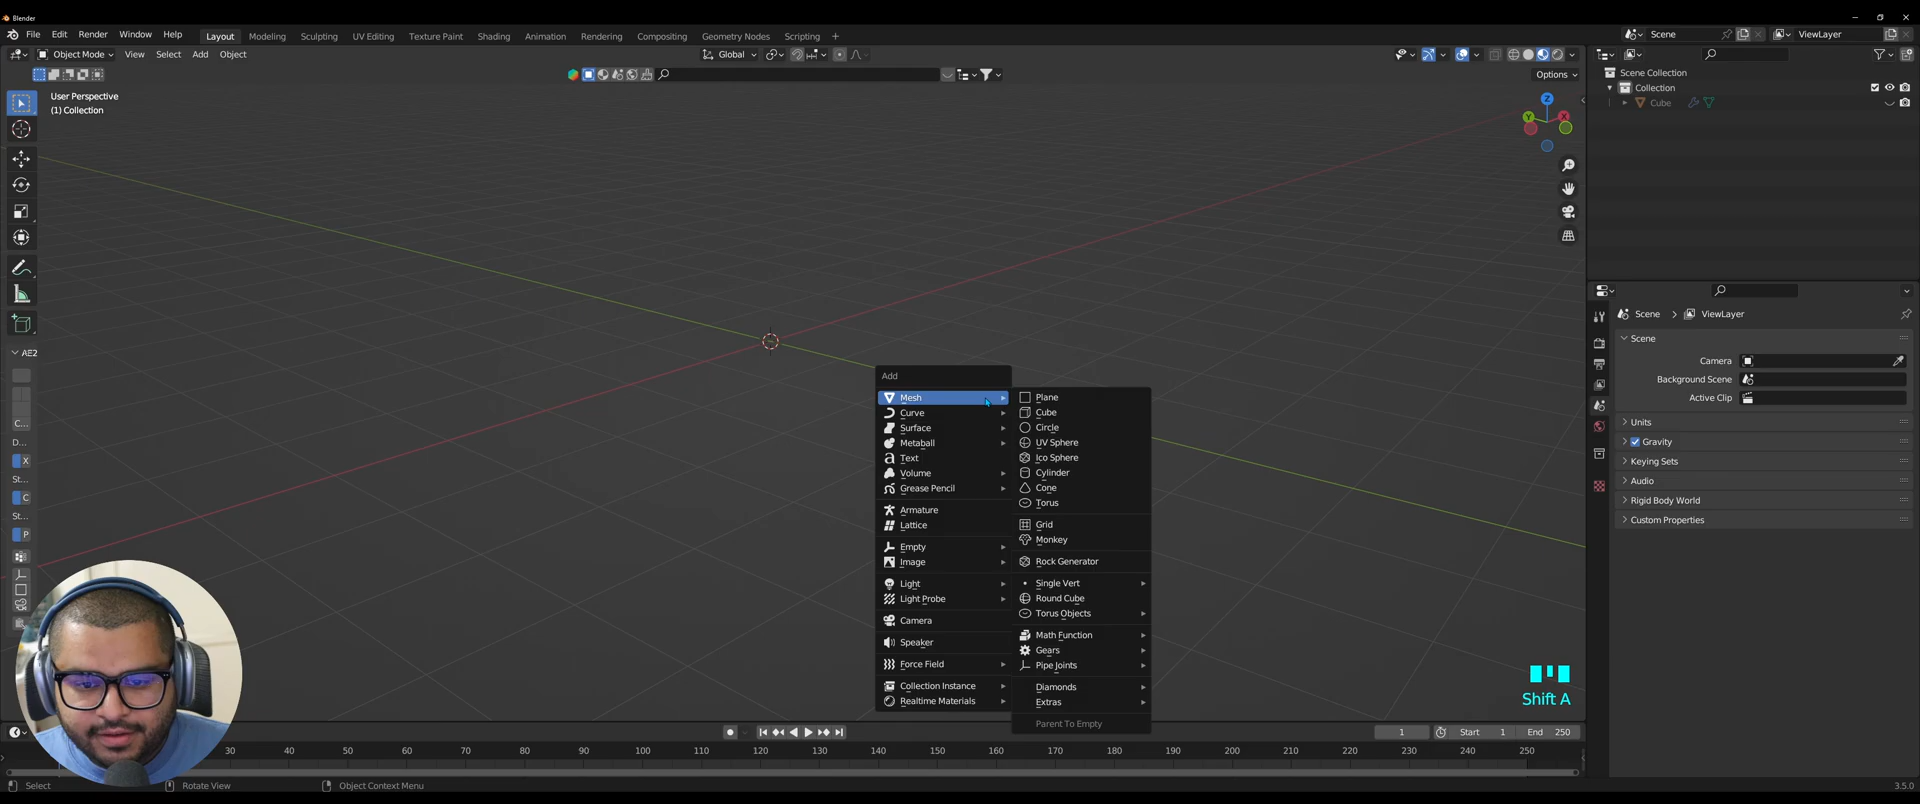 Blender
File Edit Render Window Help Layout Modeling Sculpting UV Editing Texture Paint Shading Animation Rendering Compositing Geometry Nodes Scripting + Scene ViewLayer
Object Mode View Select Add Object Global
Options
User Perspective
(1) Collection
Z
Y
X
Scene Collection
Collection
Cube
Scene > ViewLayer
Scene
Camera
Background Scene
Active Clip
Units
Gravity
Keying Sets
Audio
Rigid Body World
Custom Properties
AE2
C...
D...
X
St...
C
St...
P
Add
Mesh
Curve
Surface
Metaball
Text
Volume
Grease Pencil
Armature
Lattice
Empty
Image
Light
Light Probe
Camera
Speaker
Force Field
Collection Instance
Realtime Materials
Plane
Cube
Circle
UV Sphere
Ico Sphere
Cylinder
Cone
Torus
Grid
Monkey
Rock Generator
Single Vert
Round Cube
Torus Objects
Math Function
Gears
Pipe Joints
Diamonds
Extras
Parent To Empty
Shift A
1 Start 1 End 250
30 40 50 60 70 80 90 100 110 120 130 140 150 160 170 180 190 200 210 220 230 240 250
Select Rotate View Object Context Menu 3.5.0